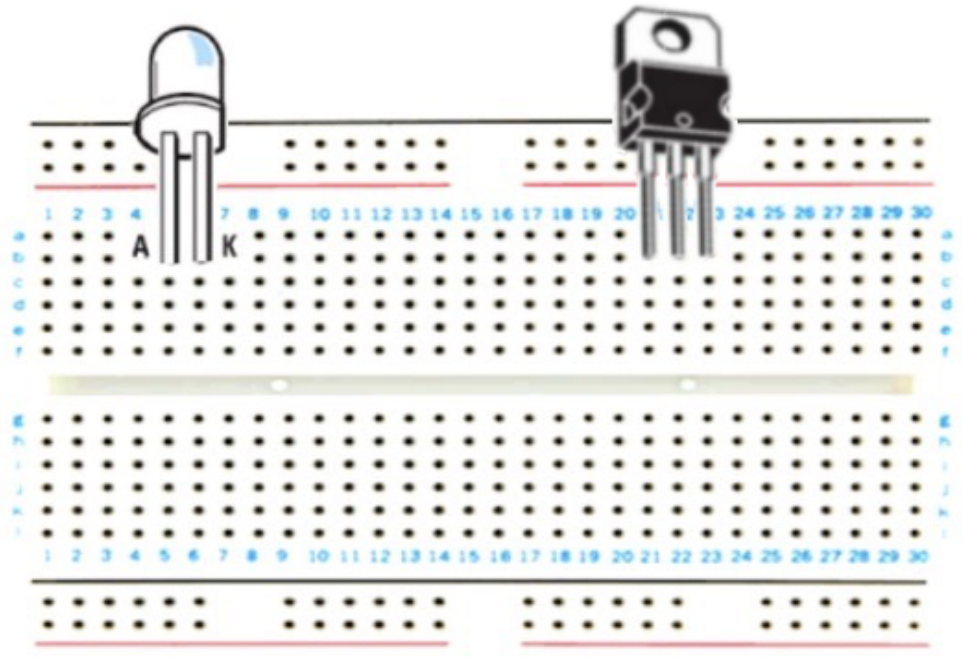 1 2 3 4 7 8 9 10 11 12 13 14 15 16 17 18 19 20 2 3 24 25 26 27 28 29 30
a a
b b
A K
c c
d d
e e
f f
g g
h h
i i
j j
k k
1 2 3 4 5 6 7 8 9 10 11 12 13 14 15 16 17 18 19 20 21 22 23 24 25 26 27 28 29 30